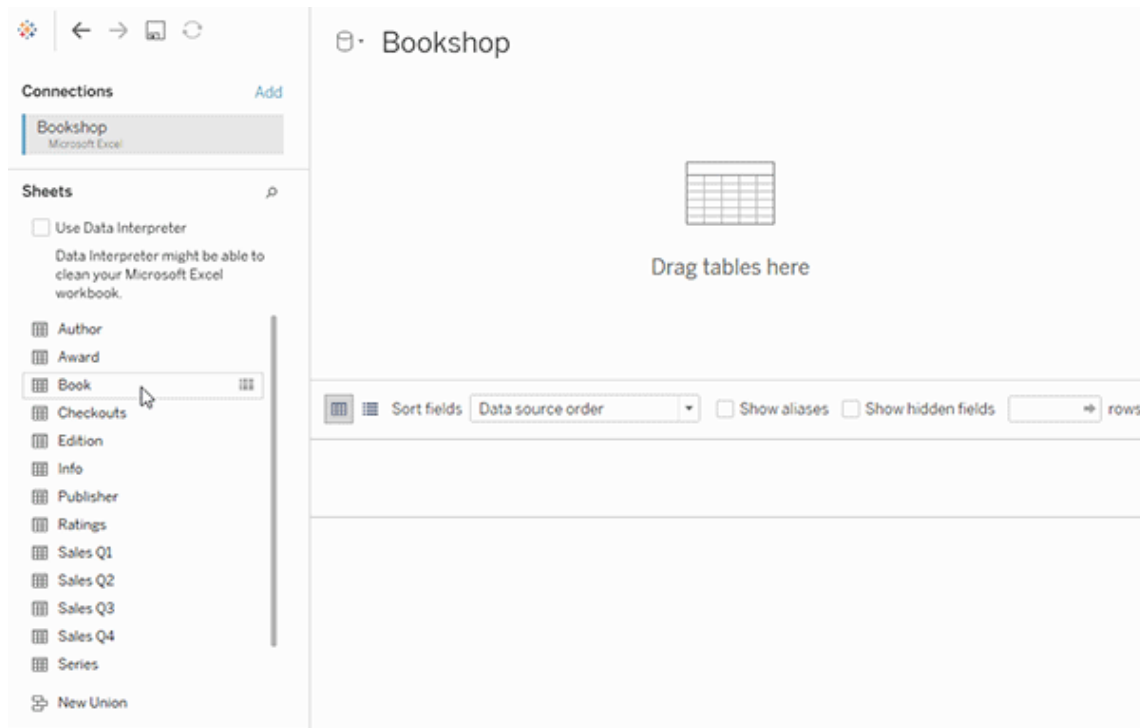 Bookshop
Connections
Add
Bookshop
Microsoft Excel
Sheets
Use Data Interpreter
Data Interpreter might be able to
clean your Microsoft Excel
workbook.
Author
Award
Book
Checkouts
Edition
Info
Publisher
Ratings
Sales Q1
Sales Q2
Sales Q3
Sales Q4
Series
New Union
Drag tables here
Sort fields Data source order Show aliases Show hidden fields rows